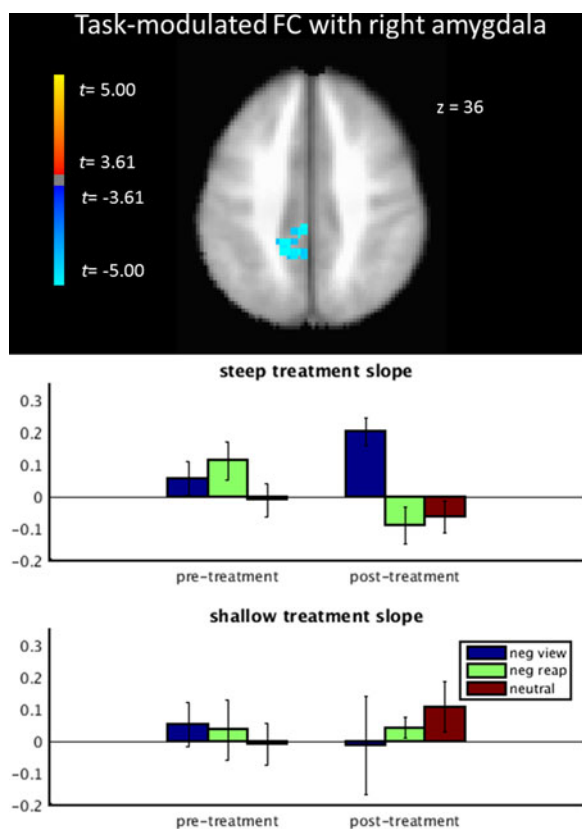 Task-modulated FC with right amygdala
t= 5.00
z = 36
t= 3.61
t= -3.61
t= -5.00
steep treatment slope
0.3
0.2
0.1
0
-0.1
-0.2
pre-treatment post-treatment
shallow treatment slope
0.3
0.2
0.1
0
-0.1
-0.2
neg view
neg reap
neutral
pre-treatment post-treatment